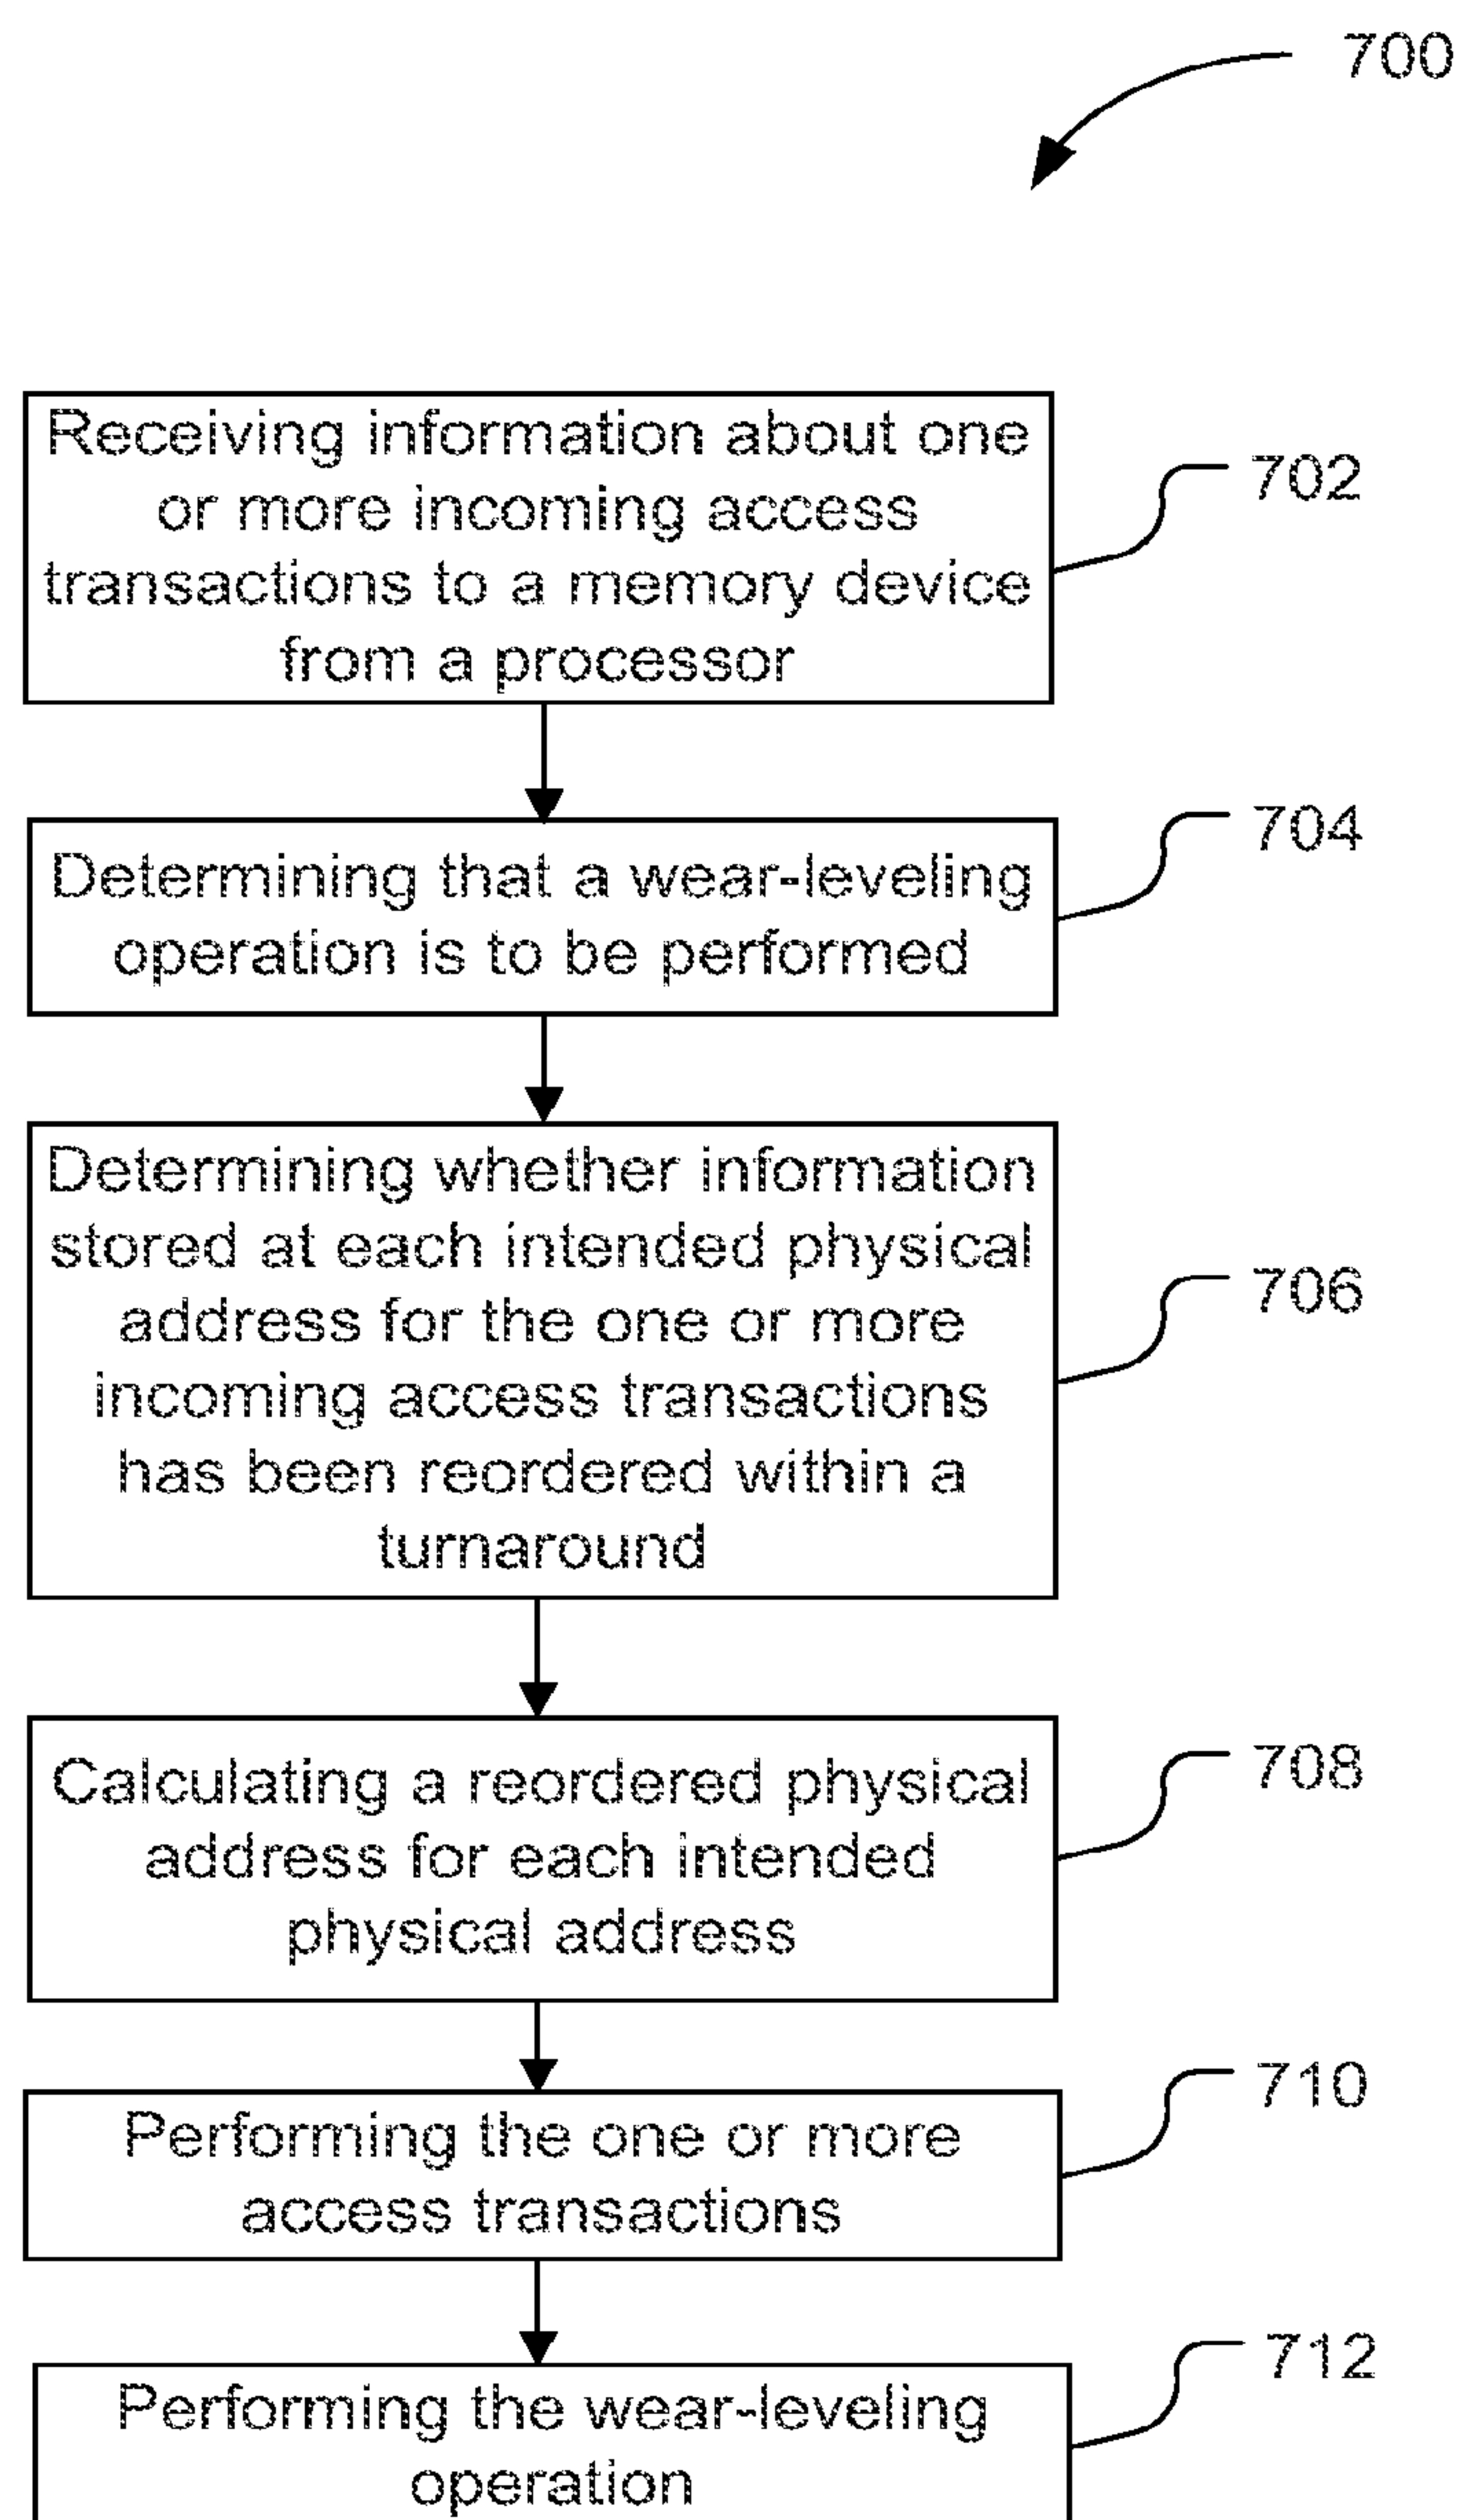 700
Receiving information about one
or more incoming access
transactions to a memory device
from a processor
702
Determining that a wear-leveling
operation is to be performed
704
Determining whether information
stored at each intended physical
address for the one or more
incoming access transactions
has been reordered within a
turnaround
706
Calculating a reordered physical
address for each intended
physical address
708
Performing the one or more
access transactions
710
Performing the wear-leveling
operation
712